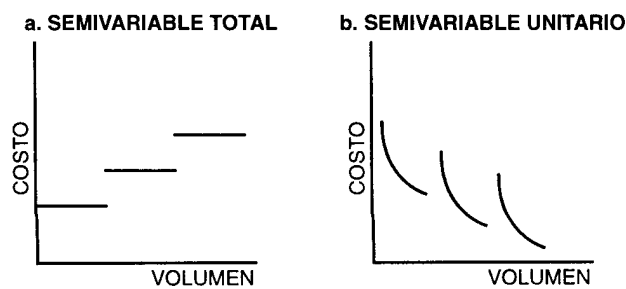 a. SEMIVARIABLE TOTAL
COSTO
VOLUMEN
b. SEMIVARIABLE UNITARIO
COSTO
VOLUMEN